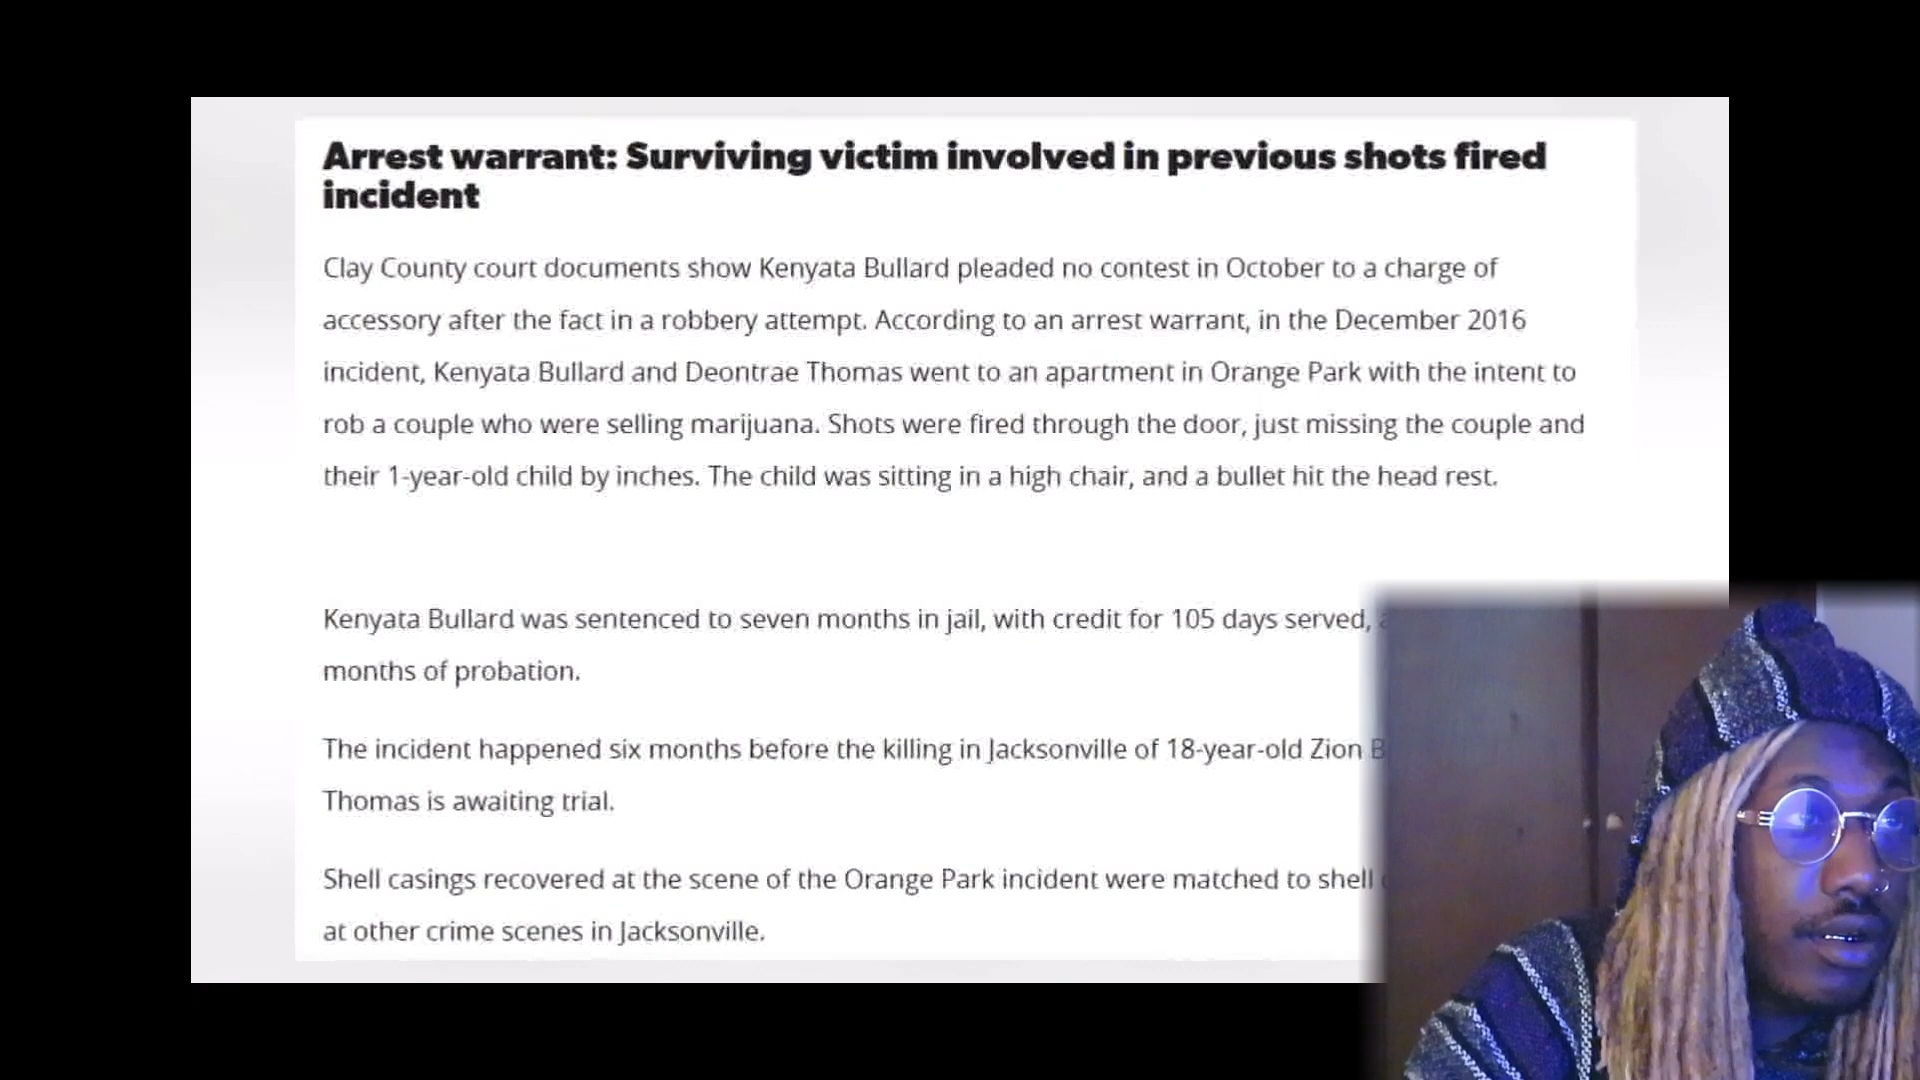 Arrest warrant: Surviving victim involved in previous shots fired
incident
Clay County court documents show Kenyata Bullard pleaded no contest in October to a charge of
accessory after the fact in a robbery attempt. According to an arrest warrant, in the December 2016
incident, Kenyata Bullard and Deontrae Thomas went to an apartment in Orange Park with the intent to
rob a couple who were selling marijuana. Shots were fired through the door, just missing the couple and
their 1-year-old child by inches. The child was sitting in a high chair, and a bullet hit the head rest.
Kenyata Bullard was sentenced to seven months in jail, with credit for 105 days served,
months of probation.
The incident happened six months before the killing in Jacksonville of 18-year-old Zion
Thomas is awaiting trial.
Shell casings recovered at the scene of the Orange Park incident were matched to shell
at other crime scenes in Jacksonville.